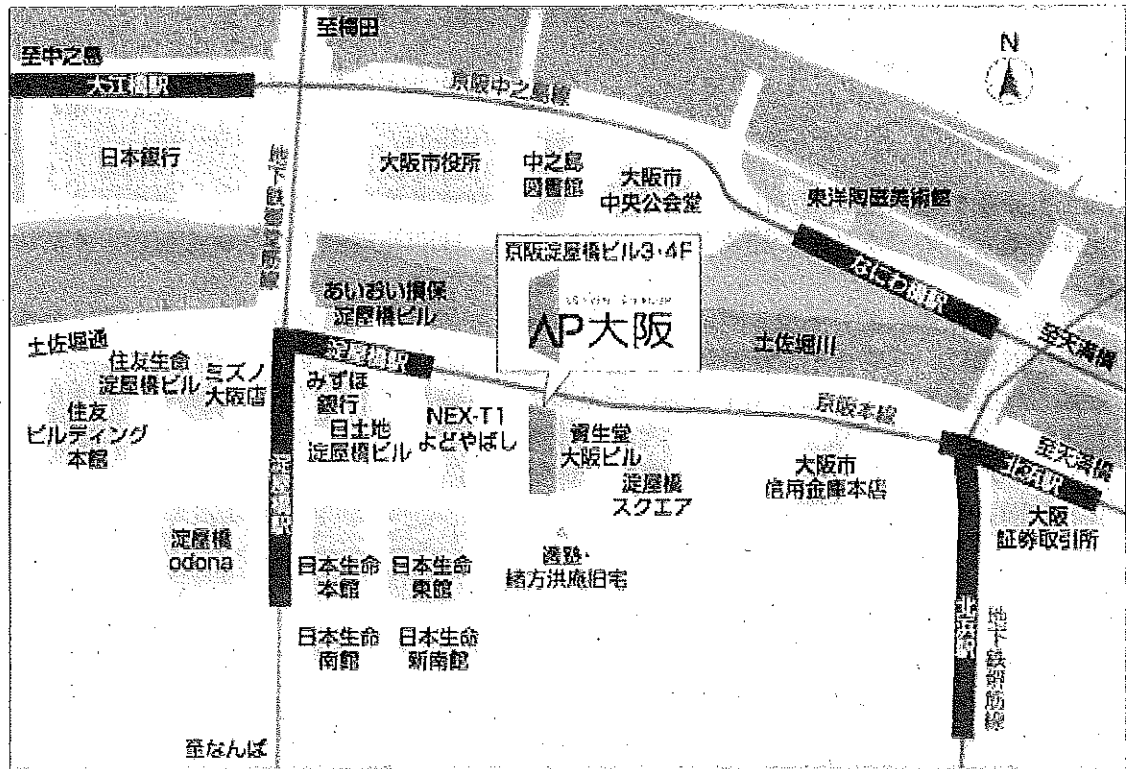 至梅田
至中之島
大江橋駅
京阪中之島線
N
日本銀行
地下鉄御堂筋線
大阪市役所
中之島
図書館
大阪市
中央公会堂
東洋陶磁美術館
なにわ橋駅
京阪淀屋橋ビル3・4F
AP大阪
あいおい損保
淀屋橋ビル
土佐堀川
至天満橋
土佐堀通
住友生命
淀屋橋ビル
ミズノ
大阪店
淀屋橋駅
みずほ
銀行
日土地
淀屋橋ビル
NEX-T1
よどやばし
住友
ビルディング
本館
資生堂
大阪ビル
淀屋橋
スクエア
京阪本線
大阪市
信用金庫本店
至天満橋
北浜駅
大阪
証券取引所
淀屋橋駅
淀屋橋
odona
日本生命
本館
日本生命
東館
適塾・
緒方洪庵旧宅
日本生命
南館
日本生命
新南館
北浜駅
地下鉄堺筋線
至なんば